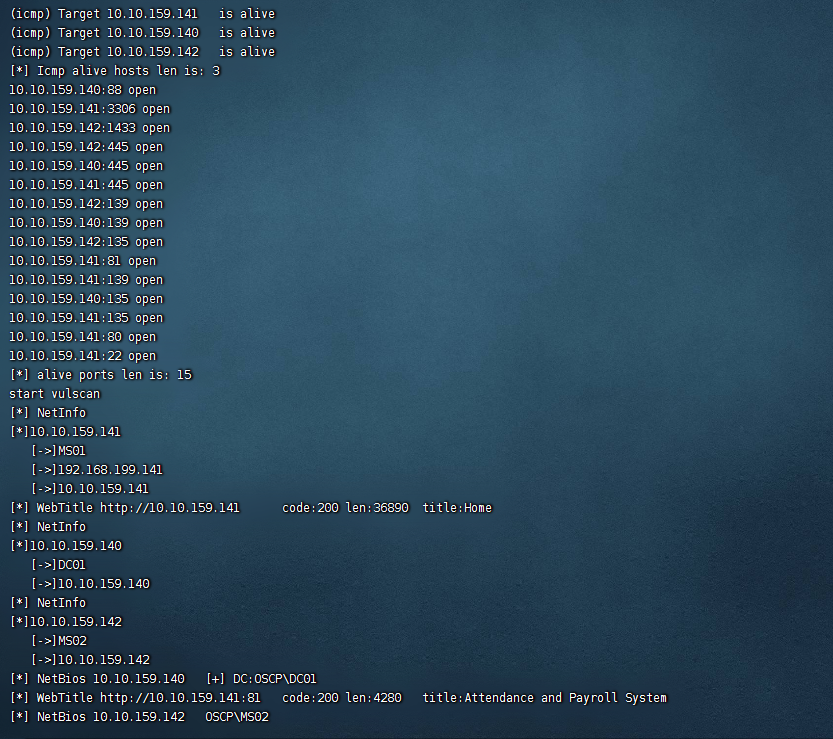 (icmp) Target 10.10.159.141   is alive
(icmp) Target 10.10.159.140   is alive
(icmp) Target 10.10.159.142   is alive
[*] Icmp alive hosts len is: 3
10.10.159.140:88 open
10.10.159.141:3306 open
10.10.159.142:1433 open
10.10.159.142:445 open
10.10.159.140:445 open
10.10.159.141:445 open
10.10.159.142:139 open
10.10.159.140:139 open
10.10.159.142:135 open
10.10.159.141:81 open
10.10.159.141:139 open
10.10.159.140:135 open
10.10.159.141:135 open
10.10.159.141:80 open
10.10.159.141:22 open
[*] alive ports len is: 15
start vulscan
[*] NetInfo
[*]10.10.159.141
   [->]MS01
   [->]192.168.199.141
   [->]10.10.159.141
[*] WebTitle http://10.10.159.141      code:200 len:36890  title:Home
[*] NetInfo
[*]10.10.159.140
   [->]DC01
   [->]10.10.159.140
[*] NetInfo
[*]10.10.159.142
   [->]MS02
   [->]10.10.159.142
[*] NetBios 10.10.159.140   [+] DC:OSCP\DC01
[*] WebTitle http://10.10.159.141:81   code:200 len:4280   title:Attendance and Payroll System
[*] NetBios 10.10.159.142   OSCP\MS02